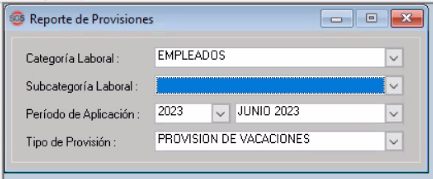 SGS Reporte de Provisiones
Categoría Laboral : EMPLEADOS
Subcategoría Laboral :
Período de Aplicación : 2023 JUNIO 2023
Tipo de Provisión : PROVISION DE VACACIONES